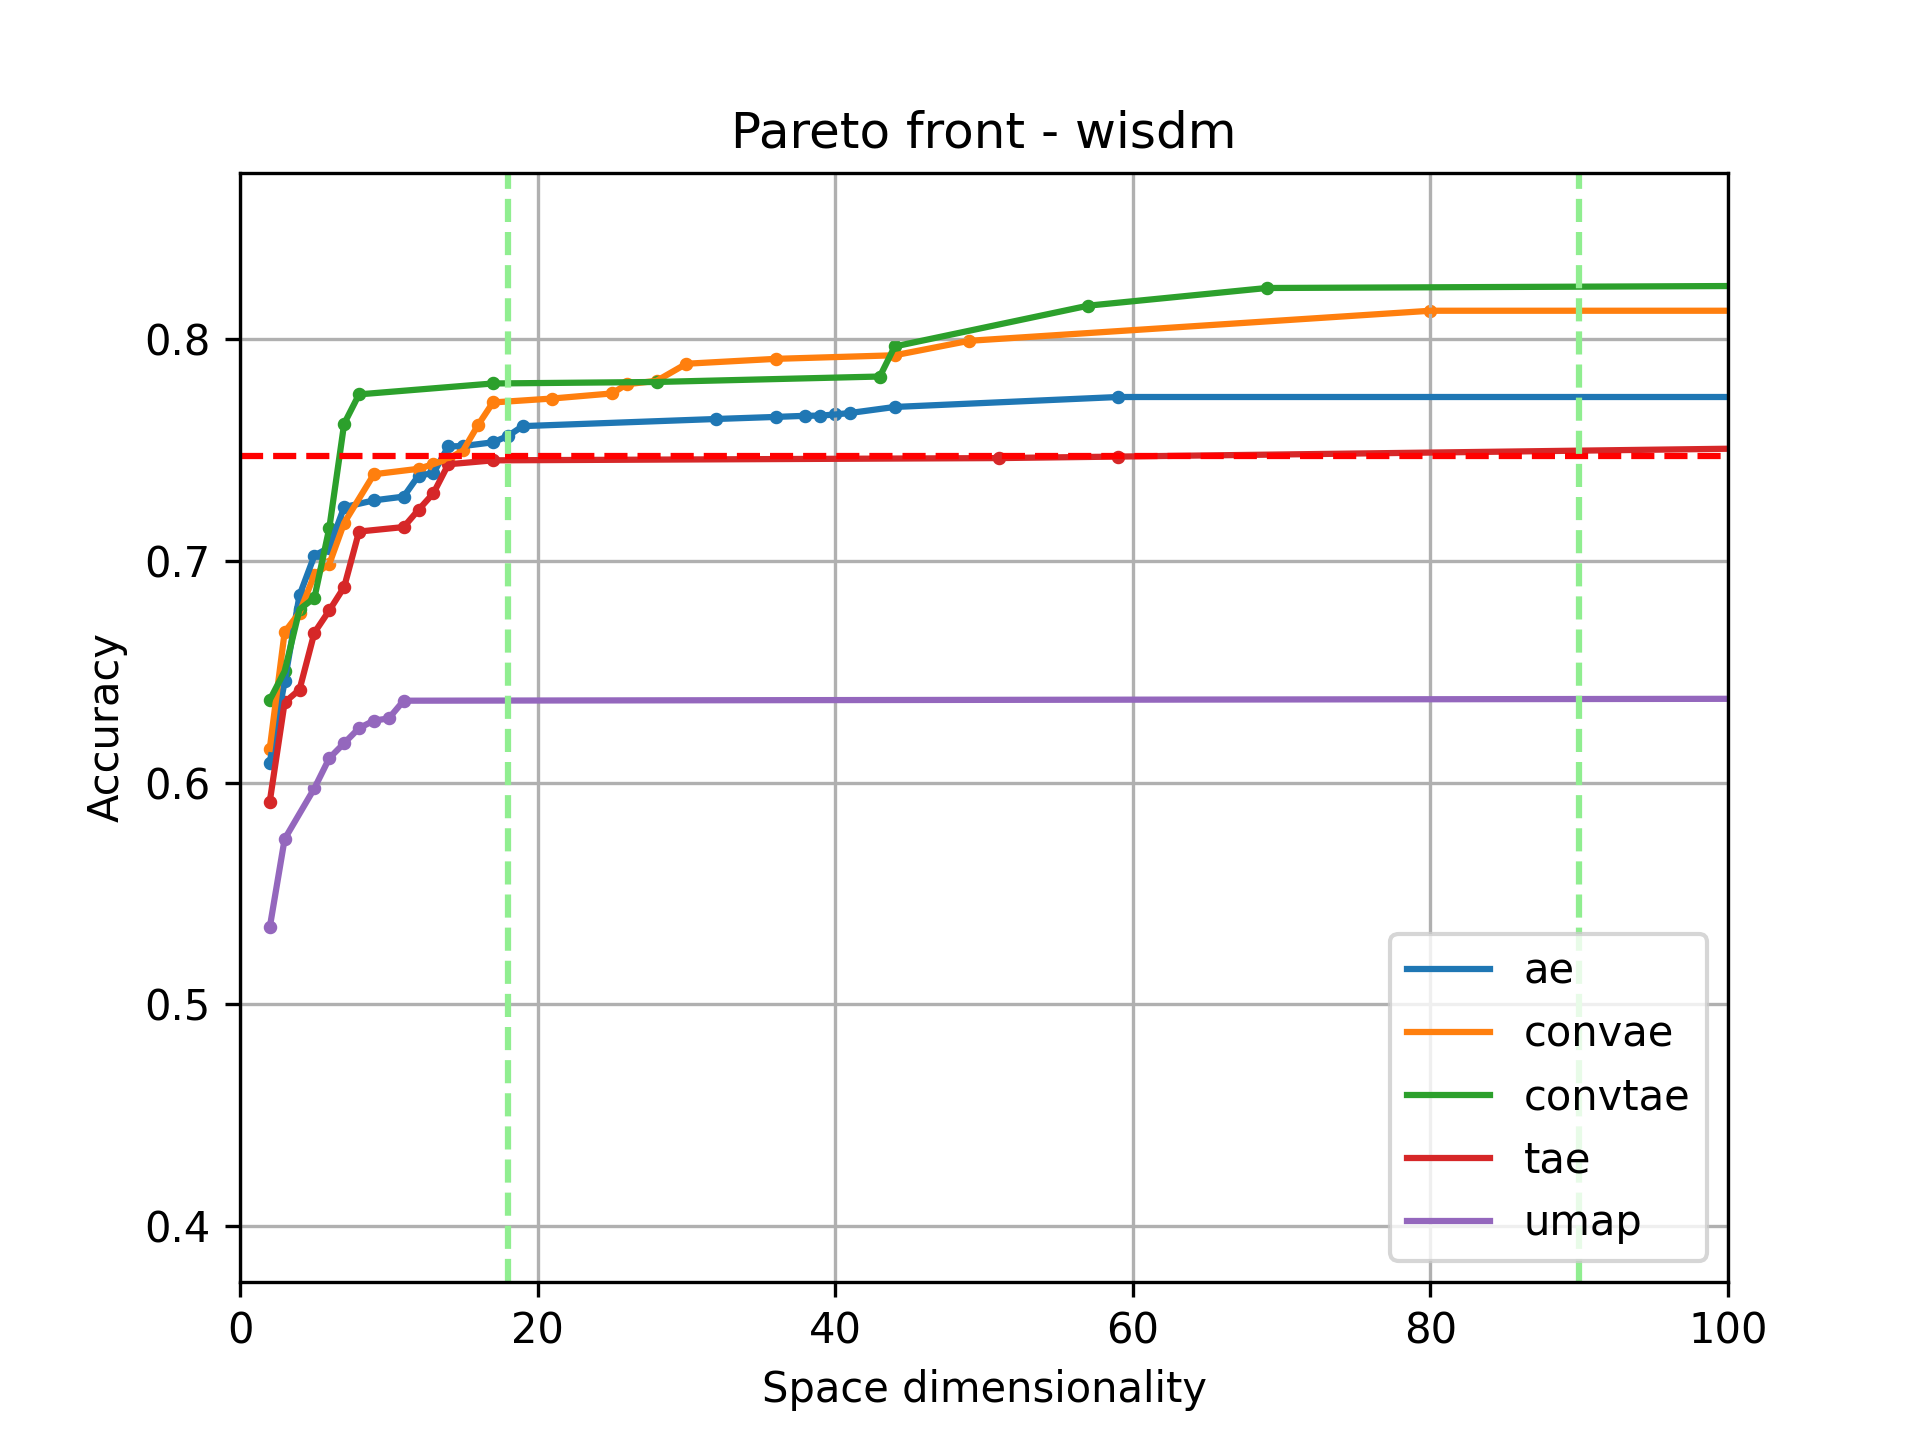 Pareto front - wisdm
Accuracy
0.8
0.7
0.6
0.5
0.4
0 20 40 60 80 100
Space dimensionality
ae
convae
convtae
tae
umap